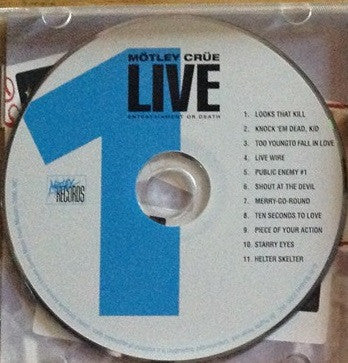 MÖTLEY CRÜE
LIVE
ENTERTAINMENT OR DEATH
1
1. LOOKS THAT KILL
2. KNOCK 'EM DEAD, KID
3. TOO YOUNGTO FALL IN LOVE
4. LIVE WIRE
5. PUBLIC ENEMY #1
6. SHOUT AT THE DEVIL
7. MERRY-GO-ROUND
8. TEN SECONDS TO LOVE
9. PIECE OF YOUR ACTION
10. STARRY EYES
11. HELTER SKELTER
MÖTLEY
RECORDS